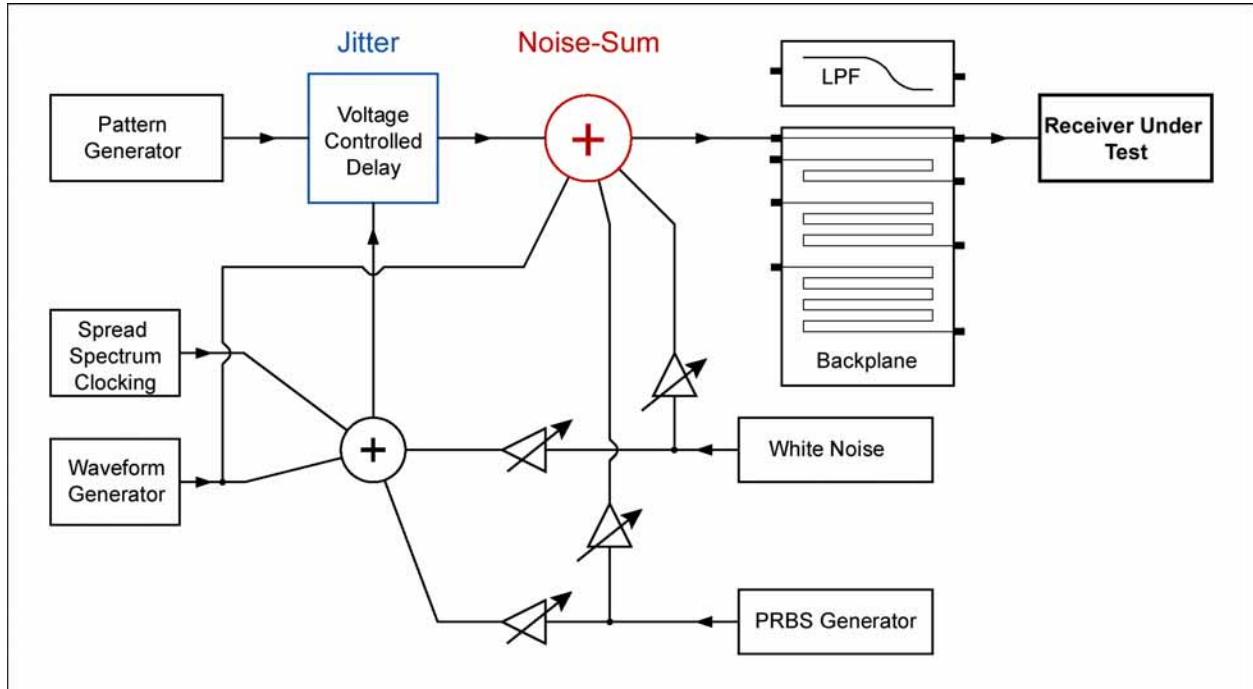 Jitter
Noise-Sum
LPF
Pattern
Generator
Voltage
Controlled
Delay
+
Receiver Under
Test
Spread
Spectrum
Clocking
Backplane
Waveform
Generator
+
White Noise
PRBS Generator